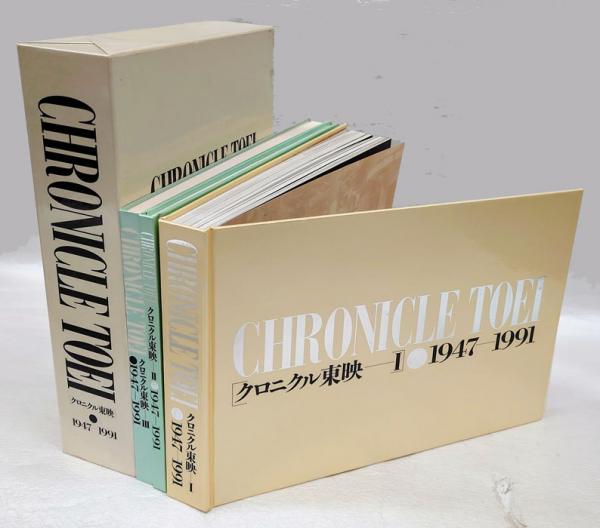 CHRONICLE TOEI
[クロニクル東映]
●
1947—1991
CHRONICLE TOEI
CHRONICLE TOEI
●1947—1991
クロニクル東映—III
クロニクル東映—II
●1947—1991
CHRONICLE TOEI
●1947—1991
クロニクル東映—I
CHRONICLE TOEI
[クロニクル東映—I]●1947—1991